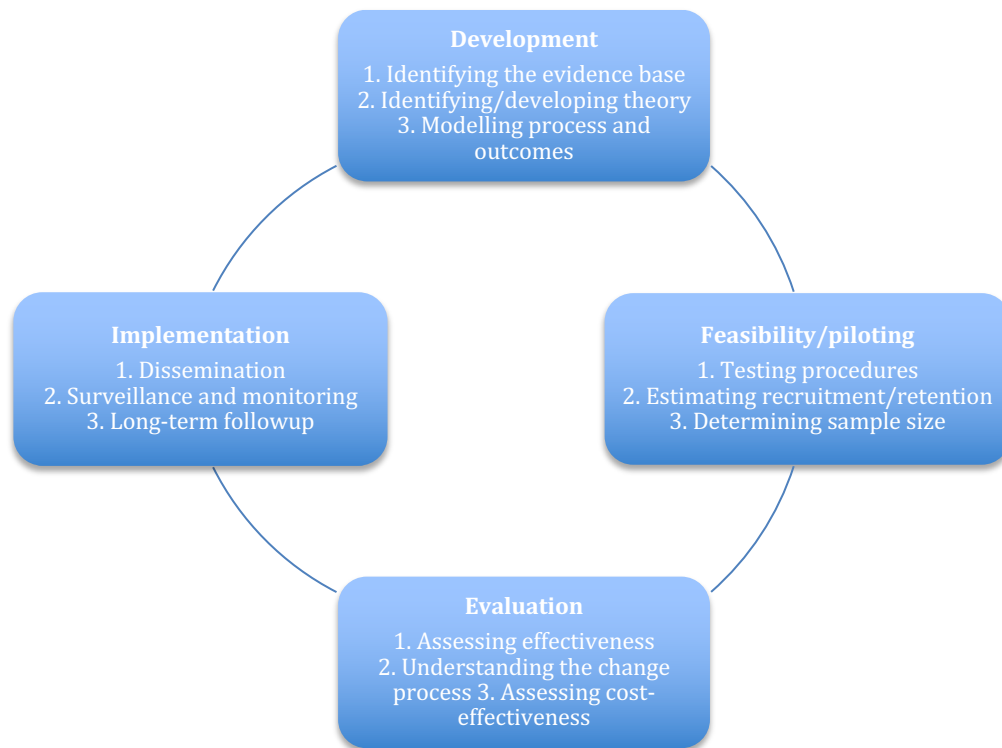 Development
1. Identifying the evidence base
2. Identifying/developing theory
3. Modelling process and
outcomes
Implementation
1. Dissemination
2. Surveillance and monitoring
3. Long-term followup
Feasibility/piloting
1. Testing procedures
2. Estimating recruitment/retention
3. Determining sample size
Evaluation
1. Assessing effectiveness
2. Understanding the change
process 3. Assessing cost-
effectiveness